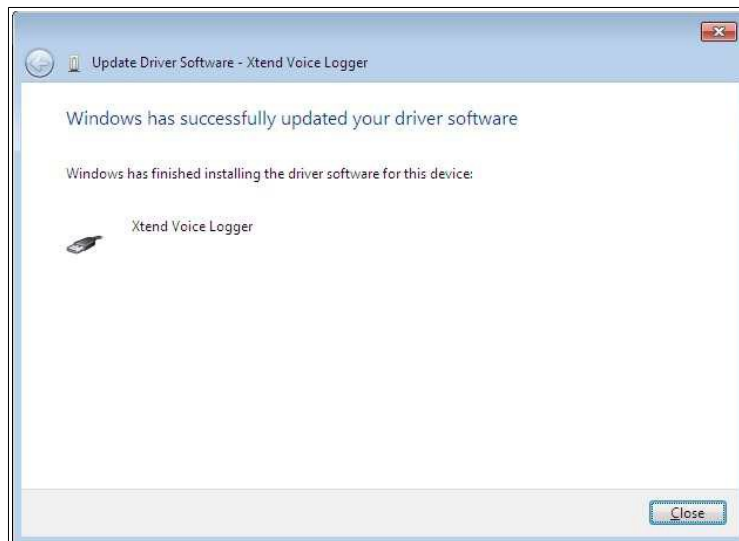 Update Driver Software - Xtend Voice Logger
Windows has successfully updated your driver software
Windows has finished installing the driver software for this device:
Xtend Voice Logger
Close